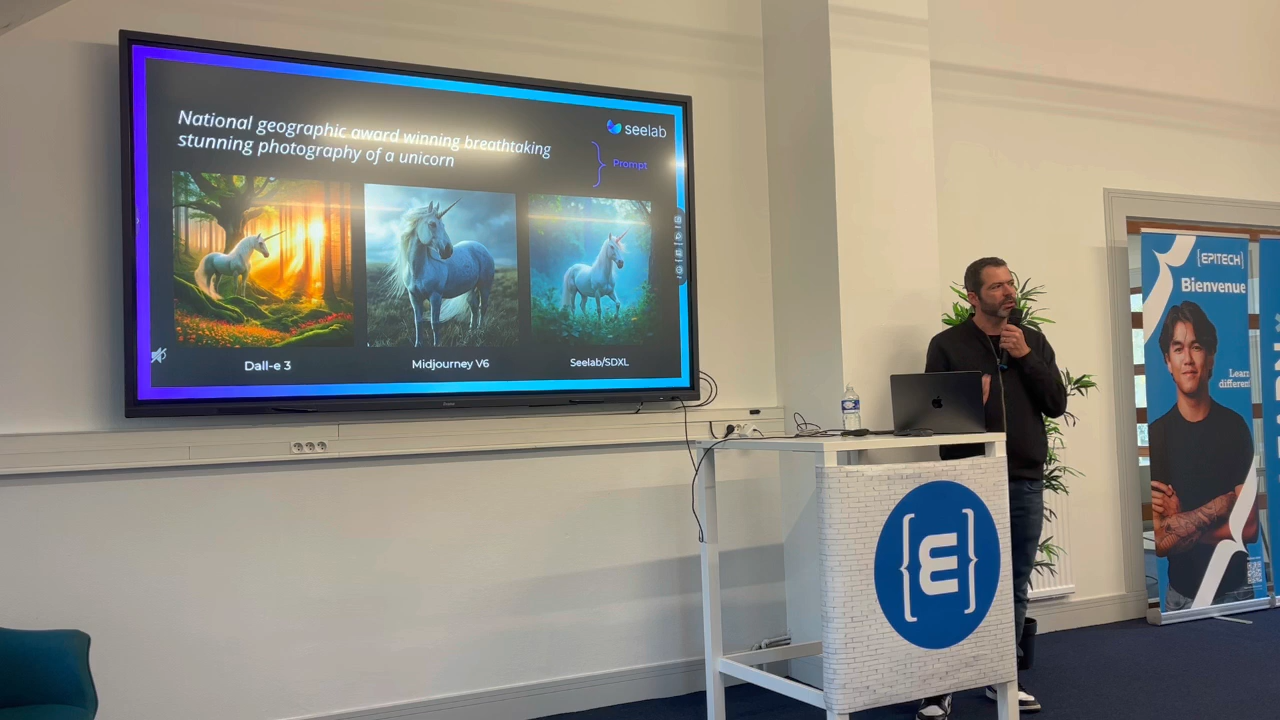 National geographic award winning breathtaking
stunning photography of a unicorn
seelab
Prompt
Dall-e 3
Midjourney V6
Seelab/SDXL
{E}
{EPITECH}
Bienvenue